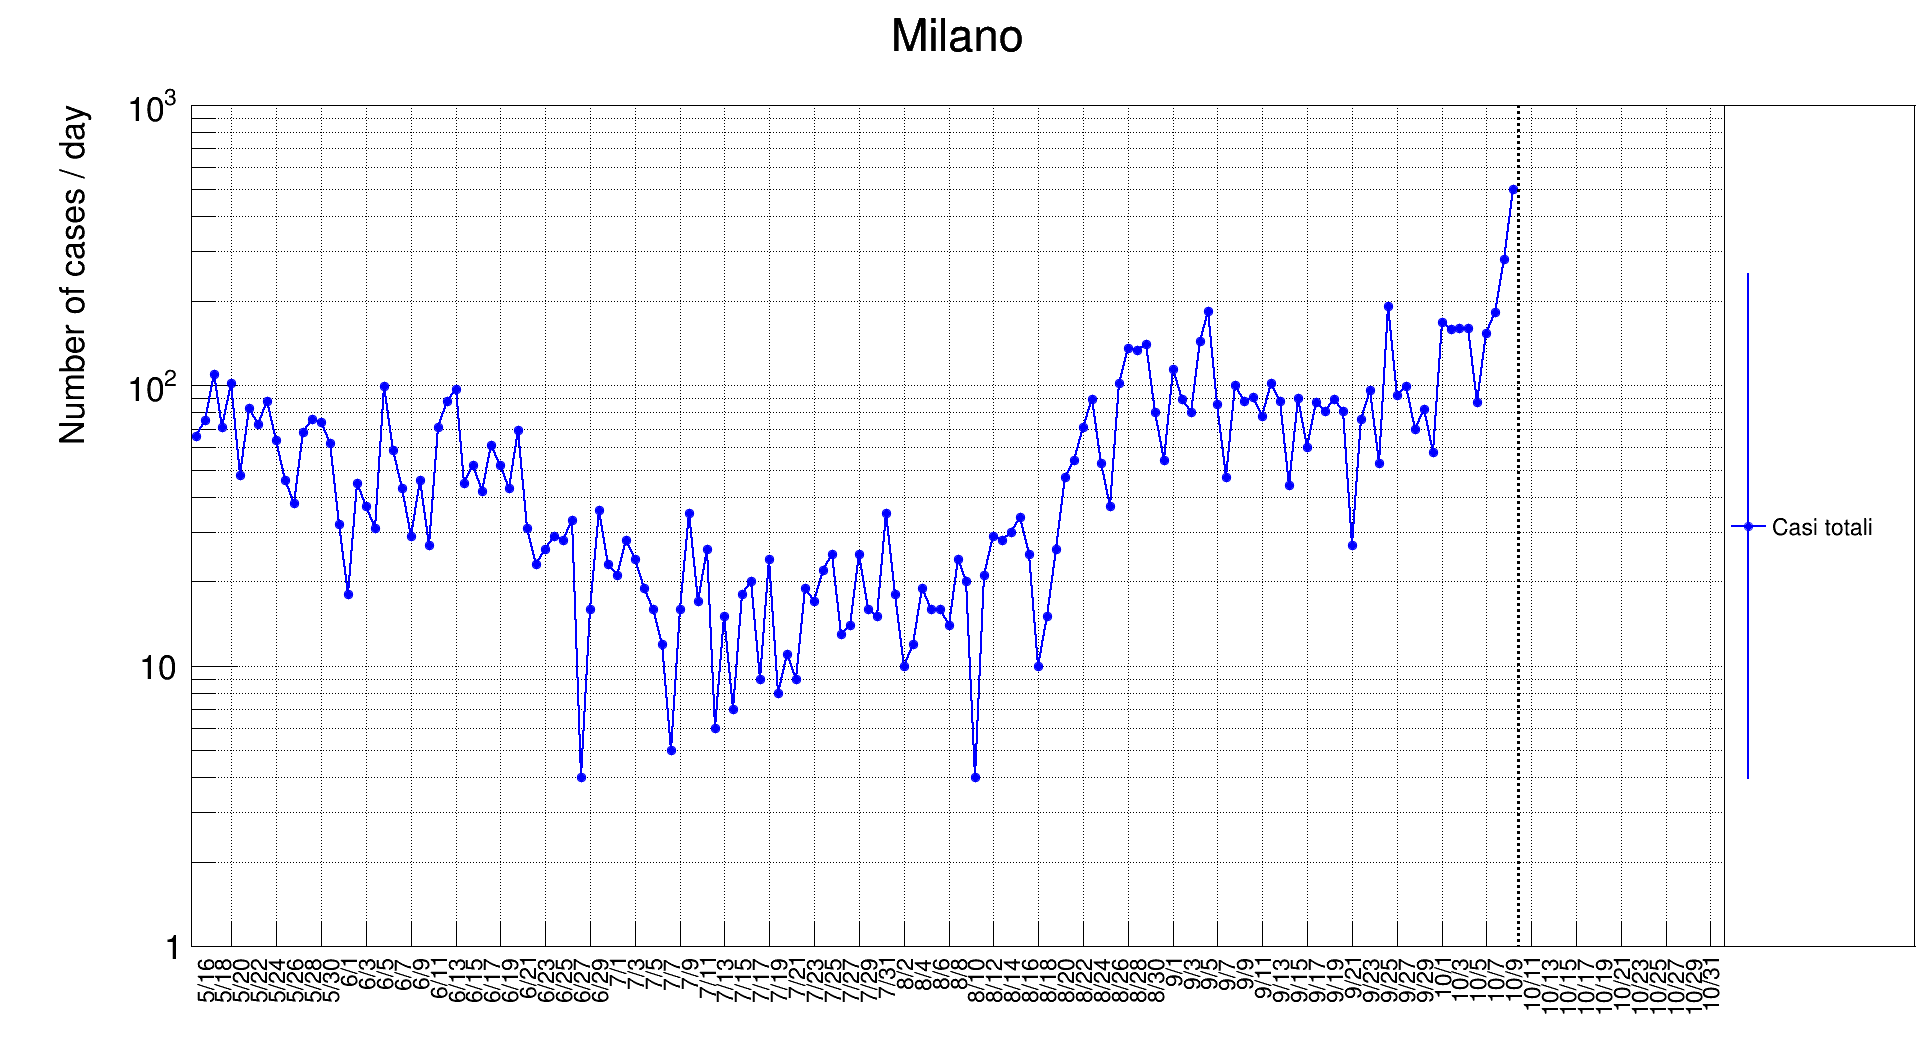 Milano
Number of cases / day
10³
10²
10
1
Casi totali
5/16 5/18 5/20 5/22 5/24 5/26 5/28 5/30 6/1 6/3 6/5 6/7 6/9 6/11 6/13 6/15 6/17 6/19 6/21 6/23 6/25 6/27 6/29 7/1 7/3 7/5 7/7 7/9 7/11 7/13 7/15 7/17 7/19 7/21 7/23 7/25 7/27 7/29 7/31 8/2 8/4 8/6 8/8 8/10 8/12 8/14 8/16 8/18 8/20 8/22 8/24 8/26 8/28 8/30 9/1 9/3 9/5 9/7 9/9 9/11 9/13 9/15 9/17 9/19 9/21 9/23 9/25 9/27 9/29 10/1 10/3 10/5 10/7 10/9 10/11 10/13 10/15 10/17 10/19 10/21 10/23 10/25 10/27 10/29 10/31